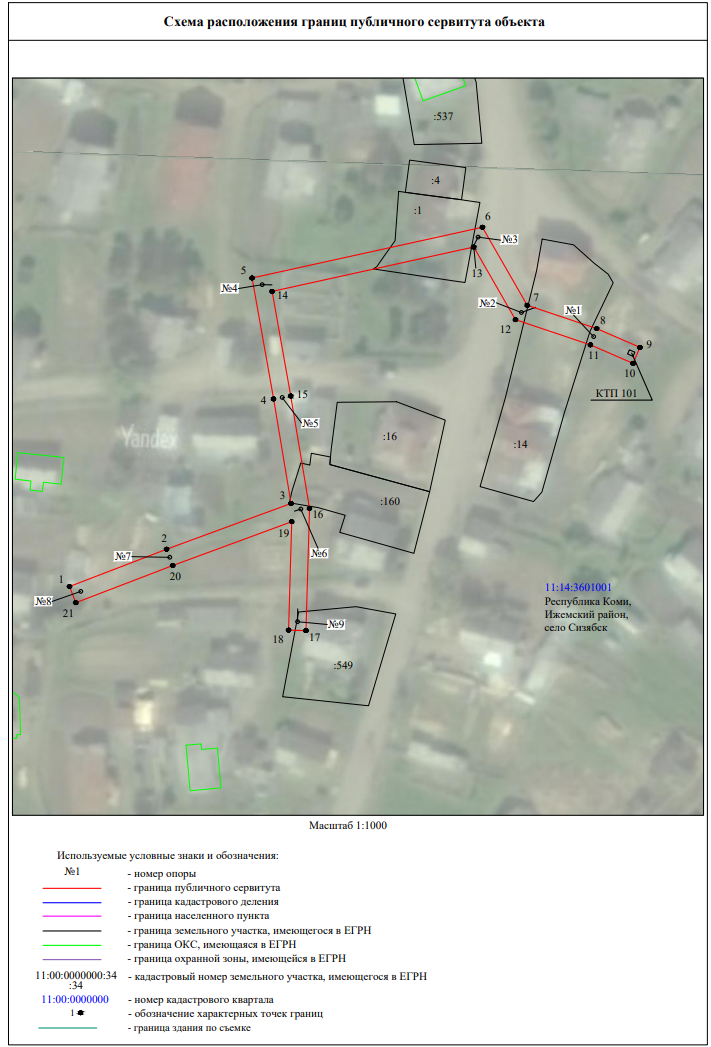 Схема расположения границ публичного сервитута объекта
:537
:4
:1
6
№3
13
5
№4
14
7
№2
№1
12
8
9
11
10
КТП 101
4
15
№5
:16
:14
Yandex
:160
3
16
19
№6
2
№7
20
1
№8
21
11:14:3601001
Республика Коми,
Ижемский район,
село Сизябск
№9
18
17
:549
Масштаб 1:1000
Используемые условные знаки и обозначения:
№1 - номер опоры
- граница публичного сервитута
- граница кадастрового деления
- граница населенного пункта
- граница земельного участка, имеющегося в ЕГРН
- граница ОКС, имеющаяся в ЕГРН
- граница охранной зоны, имеющейся в ЕГРН
11:00:0000000:34 - кадастровый номер земельного участка, имеющегося в ЕГРН
:34
11:00:0000000 - номер кадастрового квартала
1 - обозначение характерных точек границ
- граница здания по съемке